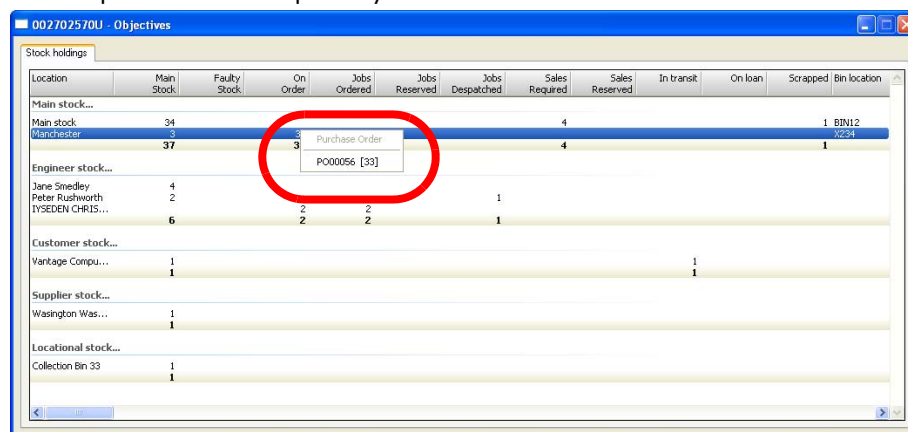 002702570U - Objectives
Stock holdings
Location Main Stock Faulty Stock On Order Jobs Ordered Jobs Reserved Jobs Despatched Sales Required Sales Reserved In transit On loan Scrapped Bin location
Main stock...
Main stock 34 4 1 BIN12
Manchester 3 3 X234
37 3 4 1
Purchase Order
PO00056 [33]
Engineer stock...
Jane Smedley 4
Peter Rushworth 2 1
IYSEDEN CHRIS... 2 2
6 2 2 1
Customer stock...
Vantage Compu... 1 1
1 1
Supplier stock...
Wasington Was... 1
1
Locational stock...
Collection Bin 33 1
1